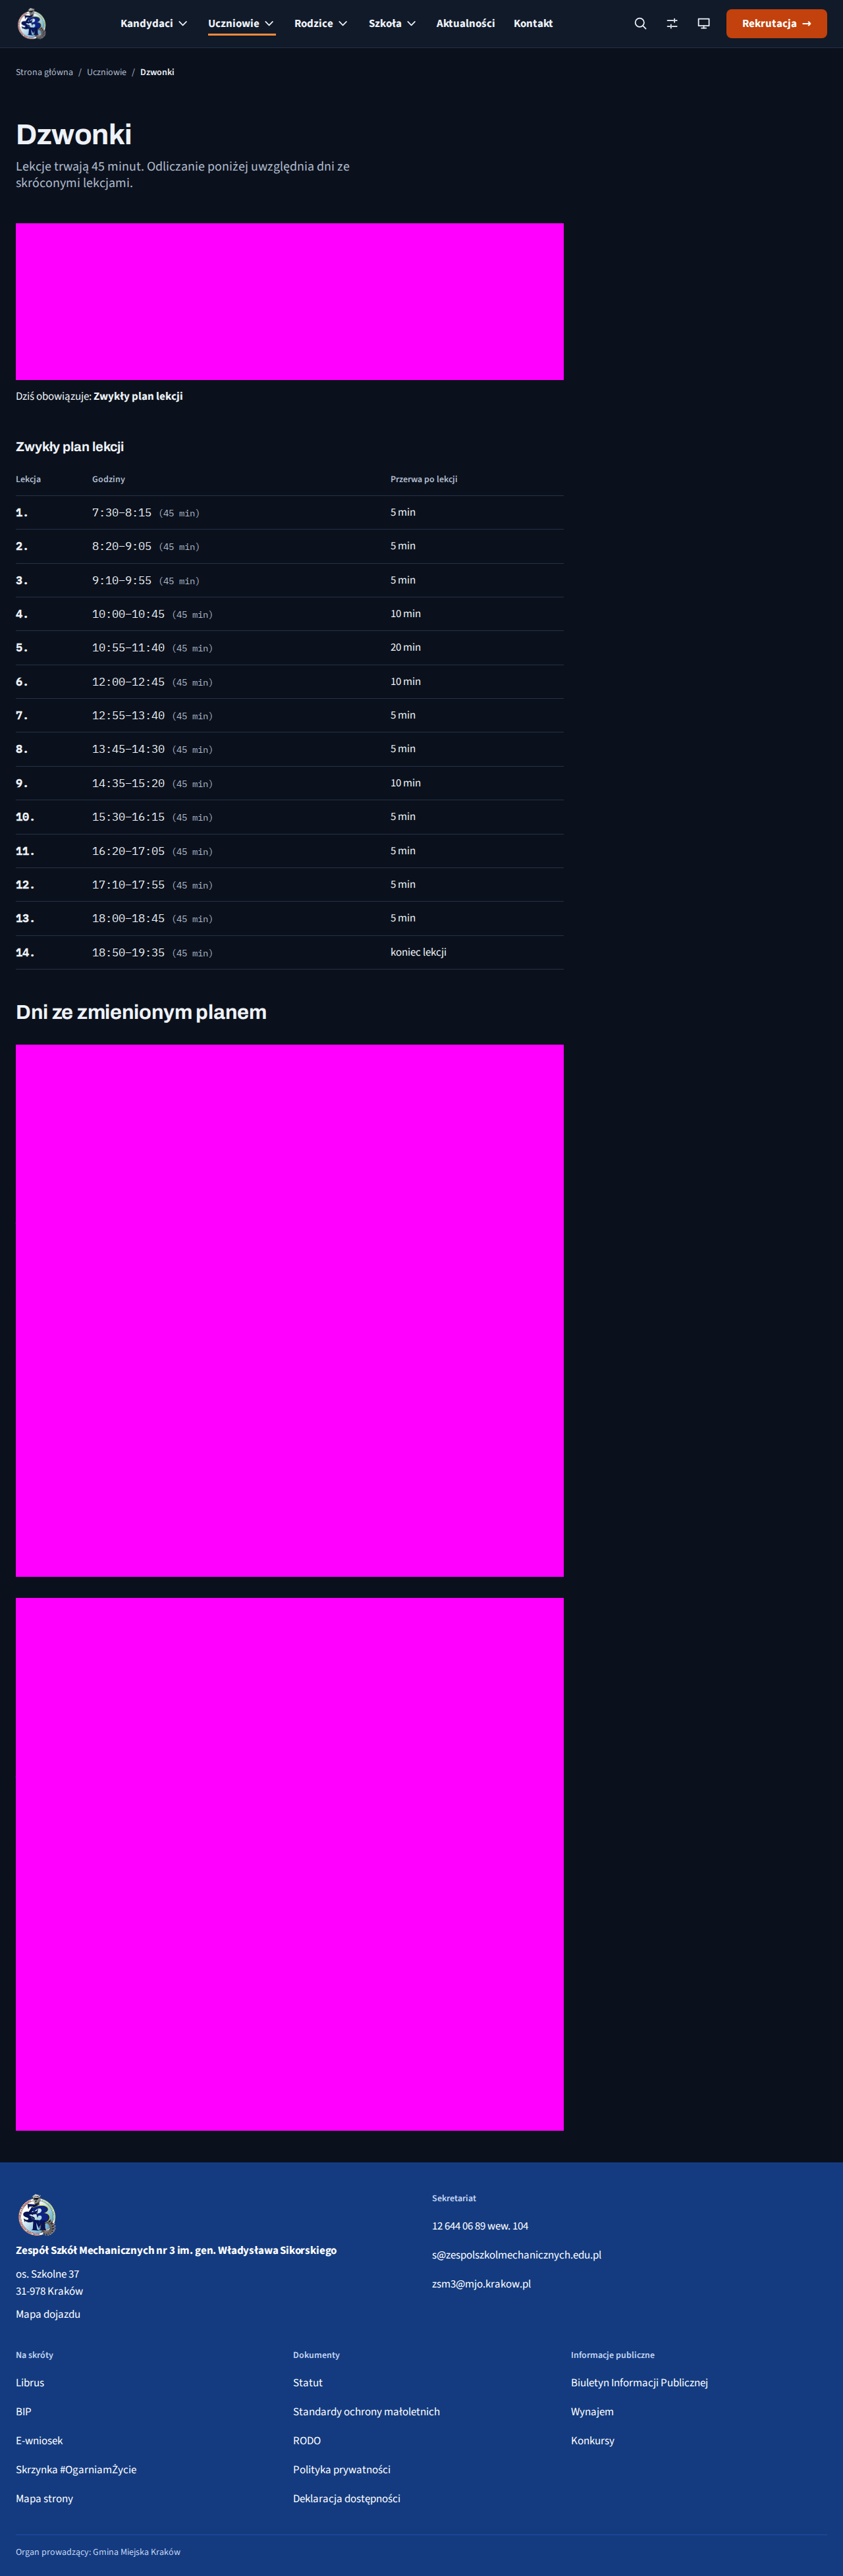 Kandydaci Uczniowie Rodzice Szkoła Aktualności Kontakt Rekrutacja →
Strona główna / Uczniowie / Dzwonki
Dzwonki
Lekcje trwają 45 minut. Odliczanie poniżej uwzględnia dni ze
skróconymi lekcjami.
Dziś obowiązuje: Zwykły plan lekcji
Zwykły plan lekcji
Lekcja Godziny Przerwa po lekcji
1. 7:30–8:15 (45 min) 5 min
2. 8:20–9:05 (45 min) 5 min
3. 9:10–9:55 (45 min) 5 min
4. 10:00–10:45 (45 min) 10 min
5. 10:55–11:40 (45 min) 20 min
6. 12:00–12:45 (45 min) 10 min
7. 12:55–13:40 (45 min) 5 min
8. 13:45–14:30 (45 min) 5 min
9. 14:35–15:20 (45 min) 10 min
10. 15:30–16:15 (45 min) 5 min
11. 16:20–17:05 (45 min) 5 min
12. 17:10–17:55 (45 min) 5 min
13. 18:00–18:45 (45 min) 5 min
14. 18:50–19:35 (45 min) koniec lekcji
Dni ze zmienionym planem
Zespół Szkół Mechanicznych nr 3 im. gen. Władysława Sikorskiego
os. Szkolne 37
31-978 Kraków
Mapa dojazdu
Sekretariat
12 644 06 89 wew. 104
s@zespolszkolmechanicznych.edu.pl
zsm3@mjo.krakow.pl
Na skróty
Librus
BIP
E-wniosek
Skrzynka #OgarniamŻycie
Mapa strony
Dokumenty
Statut
Standardy ochrony małoletnich
RODO
Polityka prywatności
Deklaracja dostępności
Informacje publiczne
Biuletyn Informacji Publicznej
Wynajem
Konkursy
Organ prowadzący: Gmina Miejska Kraków